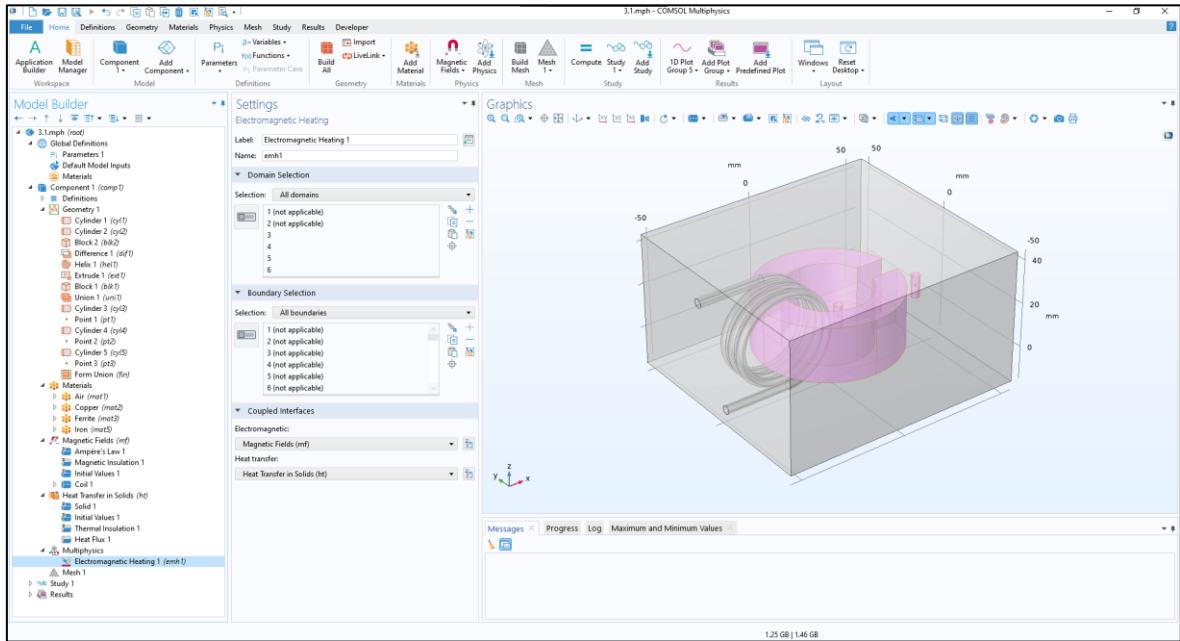 3.1.mph - COMSOL Multiphysics
File Home Definitions Geometry Materials Physics Mesh Study Results Developer
Application Builder
Model Manager
Workspace
Component 1
Add Component
Model
Pi Parameters
a= Variables
f(x) Functions
Pi Parameter Case
Definitions
Build All
Import
LiveLink
Geometry
Add Material
Materials
Magnetic Fields
Add Physics
Physics
Build Mesh
Mesh 1
Mesh
Compute
Study 1
Add Study
Study
1D Plot Group 5
Add Plot Group
Add Predefined Plot
Results
Windows
Reset Desktop
Layout
Model Builder
3.1.mph (root)
Global Definitions
Pi Parameters 1
Default Model Inputs
Materials
Component 1 (comp1)
Definitions
Geometry 1
Cylinder 1 (cyl1)
Cylinder 2 (cyl2)
Block 2 (blk2)
Difference 1 (dif1)
Helix 1 (hel1)
Extrude 1 (ext1)
Block 1 (blk1)
Union 1 (uni1)
Cylinder 3 (cyl3)
Point 1 (pt1)
Cylinder 4 (cyl4)
Point 2 (pt2)
Cylinder 5 (cyl5)
Point 3 (pt3)
Form Union (fin)
Materials
Air (mat1)
Copper (mat2)
Ferrite (mat3)
Iron (mat5)
Magnetic Fields (mf)
Ampère's Law 1
Magnetic Insulation 1
Initial Values 1
Coil 1
Heat Transfer in Solids (ht)
Solid 1
Initial Values 1
Thermal Insulation 1
Heat Flux 1
Multiphysics
Electromagnetic Heating 1 (emh1)
Mesh 1
Study 1
Results
Settings
Electromagnetic Heating
Label: Electromagnetic Heating 1
Name: emh1
Domain Selection
Selection: All domains
1 (not applicable)
2 (not applicable)
3
4
5
6
Boundary Selection
Selection: All boundaries
1 (not applicable)
2 (not applicable)
3 (not applicable)
4 (not applicable)
5 (not applicable)
6 (not applicable)
Coupled Interfaces
Electromagnetic:
Magnetic Fields (mf)
Heat transfer:
Heat Transfer in Solids (ht)
Graphics
50 50
mm mm
0 0
-50 -50
40
20
mm
0
z
y x
Messages Progress Log Maximum and Minimum Values
1.25 GB | 1.46 GB